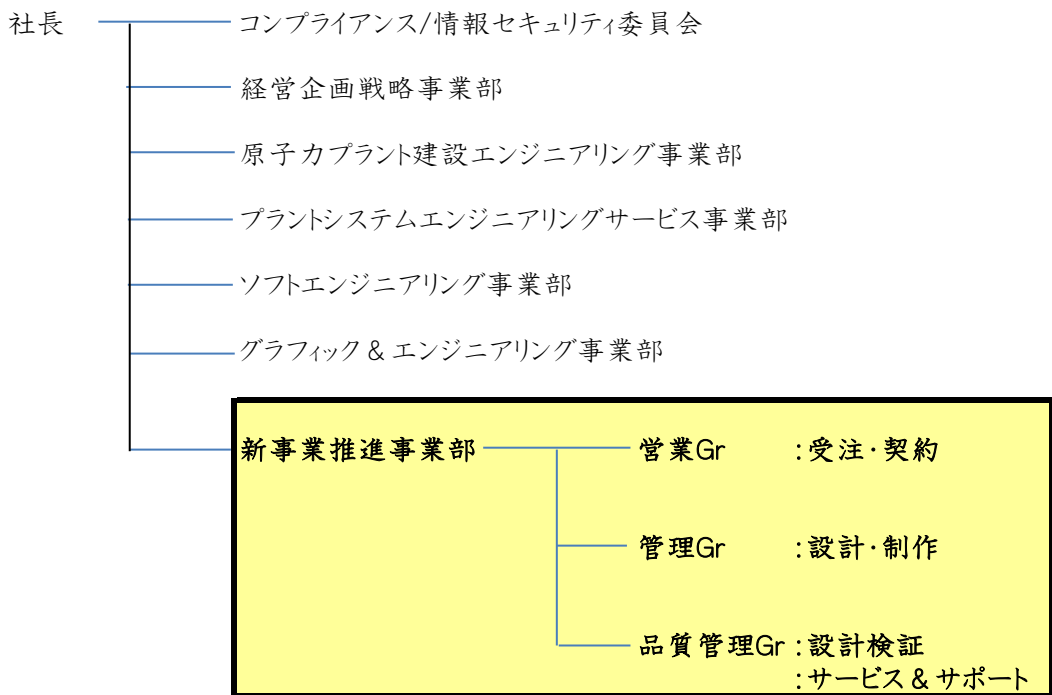 社長 コンプライアンス/情報セキュリティ委員会
経営企画戦略事業部
原子力プラント建設エンジニアリング事業部
プラントシステムエンジニアリングサービス事業部
ソフトエンジニアリング事業部
グラフィック&エンジニアリング事業部
新事業推進事業部 営業Gr :受注・契約
管理Gr :設計・制作
品質管理Gr:設計検証
:サービス&サポート